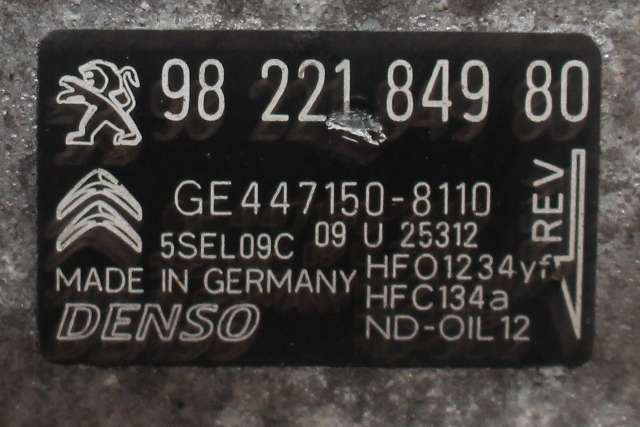 98 221 849 80
GE447150-8110
5SEL09C 09 U 25312
MADE IN GERMANY
DENSO
HFO1234yf
HFC134a
ND-OIL12
REV